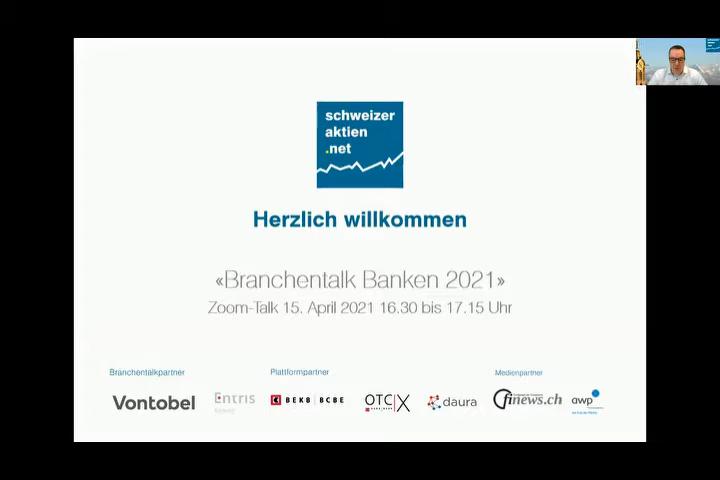 schweizer
aktien
.net
Herzlich willkommen
«Branchentalk Banken 2021»
Zoom-Talk 15. April 2021 16.30 bis 17.15 Uhr
Branchentalkpartner
Plattformpartner
Medienpartner
Vontobel
Entris
BEKB | BCBE
OTC X
daura
finews.ch
awp